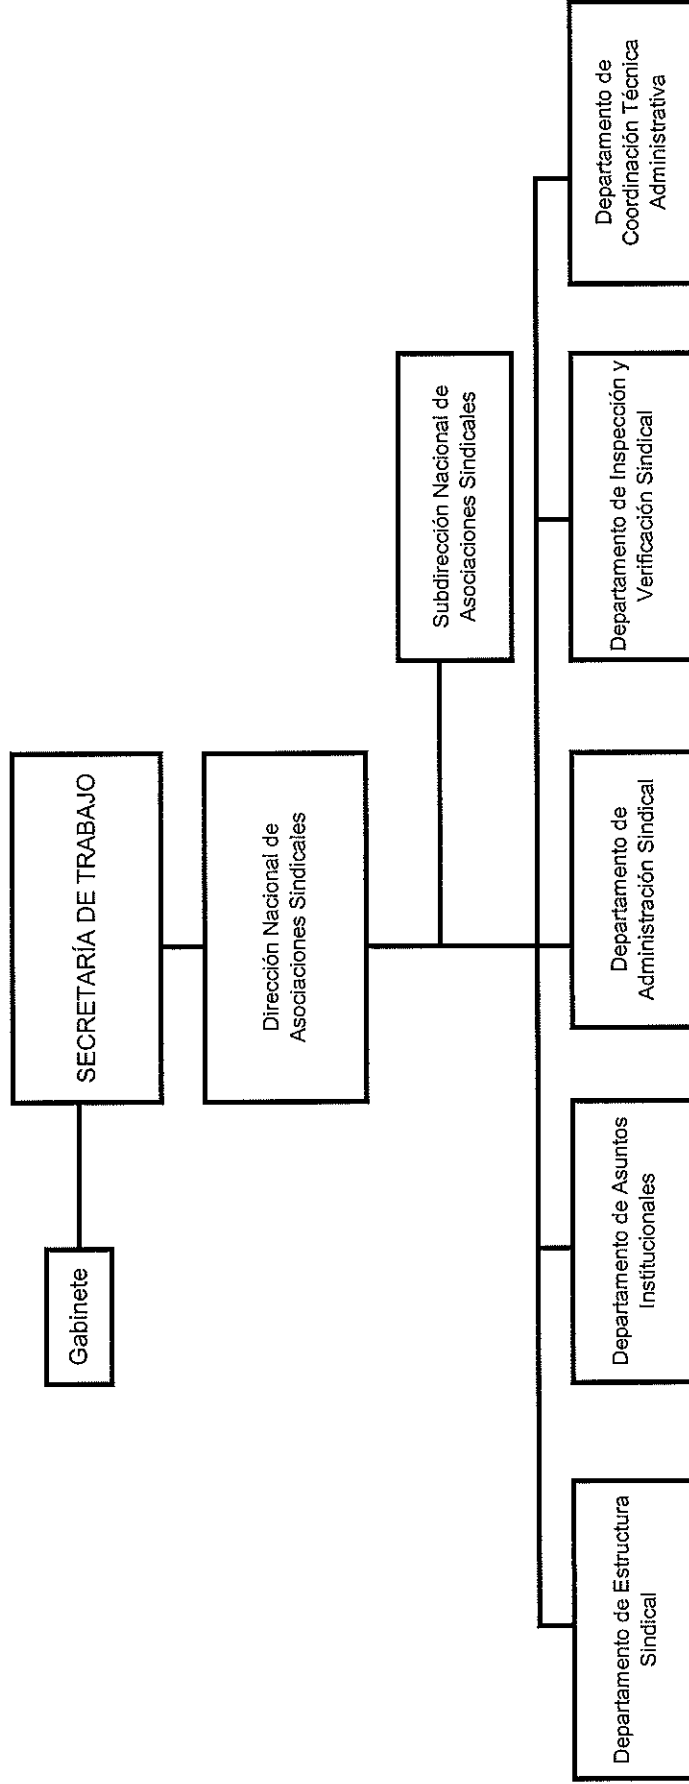 SECRETARÍA DE TRABAJO
Gabinete
Dirección Nacional de
Asociaciones Sindicales
Subdirección Nacional de
Asociaciones Sindicales
Departamento de Estructura
Sindical
Departamento de Asuntos
Institucionales
Departamento de
Administración Sindical
Departamento de Inspección y
Verificación Sindical
Departamento de
Coordinación Técnica
Administrativa